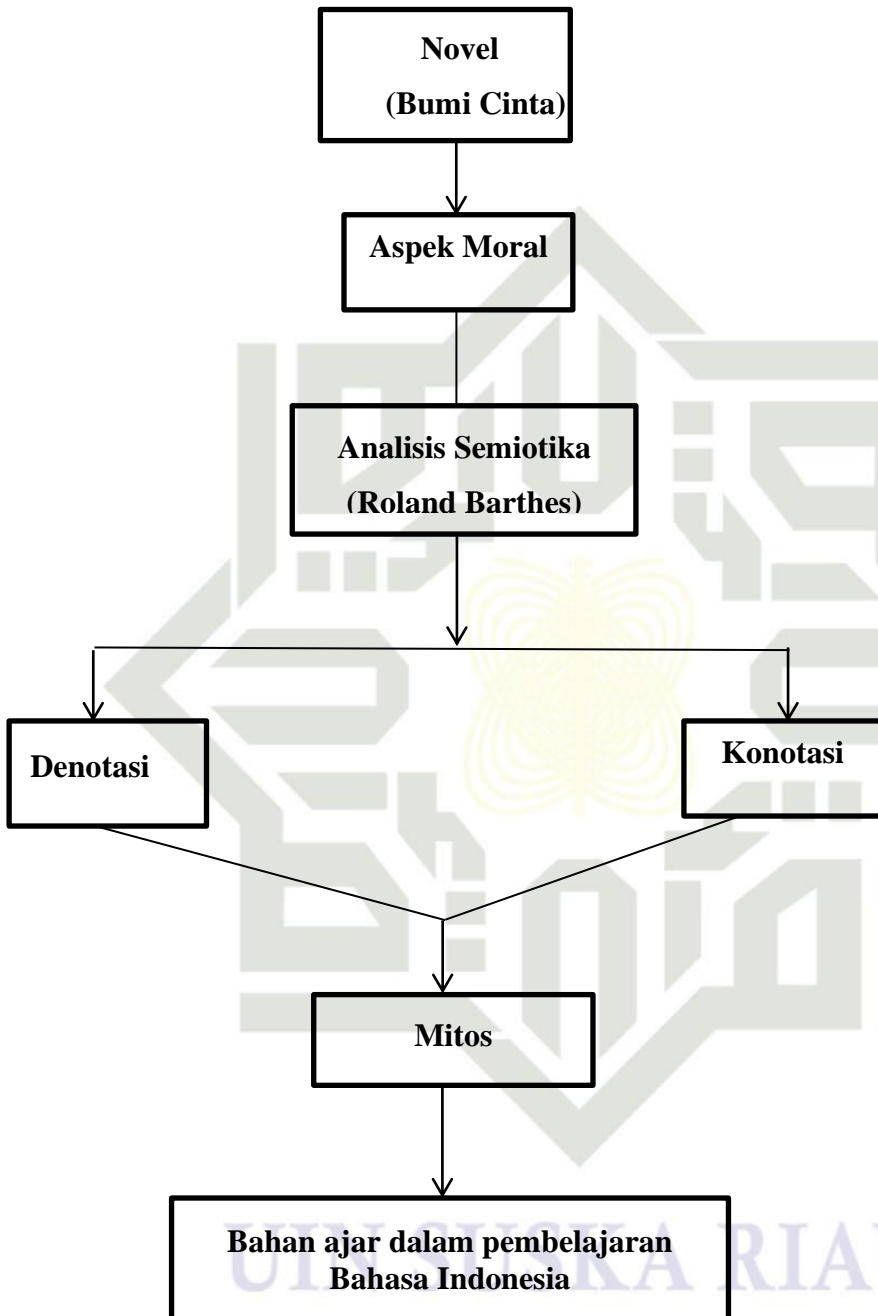 Novel
(Bumi Cinta)
Aspek Moral
Analisis Semiotika
(Roland Barthes)
Denotasi
Konotasi
Mitos
Bahan ajar dalam pembelajaran
Bahasa Indonesia
UIN SUSKA RIA